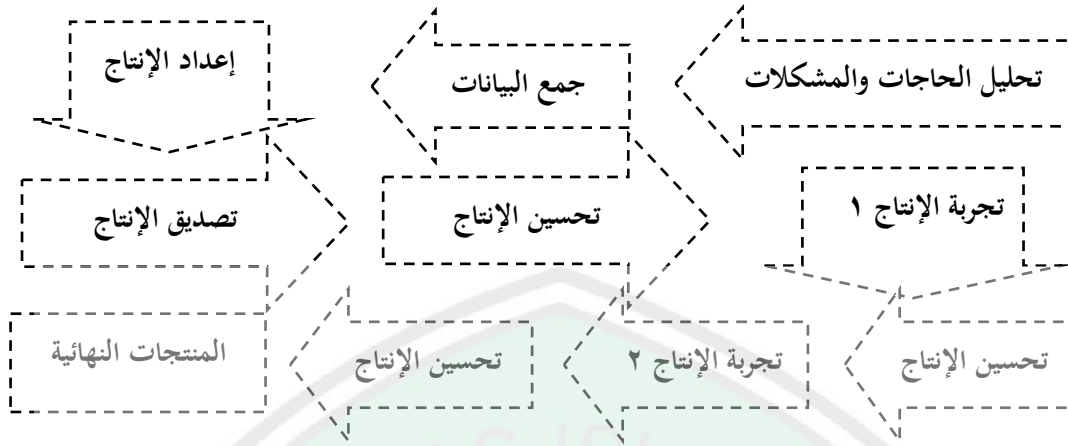 تحليل الحاجات والمشكلات
جمع البيانات
إعداد الإنتاج
تصديق الإنتاج
تحسين الإنتاج
تجربة الإنتاج ١
تحسين الإنتاج
تجربة الإنتاج ٢
تحسين الإنتاج
المنتجات النهائية